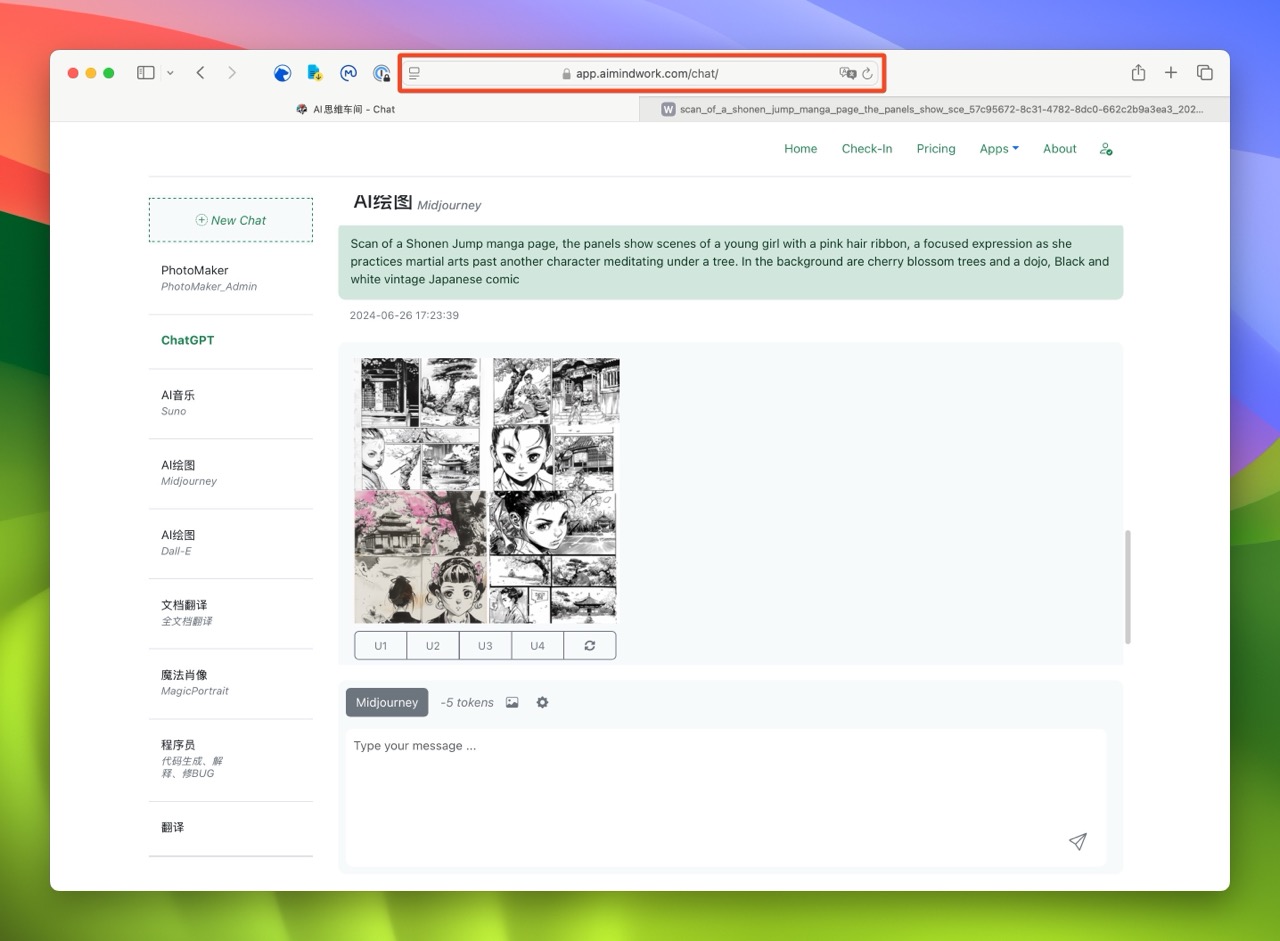 app.aimindwork.com/chat/
AI思维车间 - Chat
W scan_of_a_shonen_jump_manga_page_the_panels_show_sce_57c95672-8c31-4782-8dc0-662c2b9a3ea3_202...
Home Check-In Pricing Apps About
New Chat
PhotoMaker
PhotoMaker_Admin
ChatGPT
AI音乐
Suno
AI绘图
Midjourney
AI绘图
Dall-E
文档翻译
全文档翻译
魔法肖像
MagicPortrait
程序员
代码生成、解
释、修BUG
翻译
AI绘图 Midjourney
Scan of a Shonen Jump manga page, the panels show scenes of a young girl with a pink hair ribbon, a focused expression as she
practices martial arts past another character meditating under a tree. In the background are cherry blossom trees and a dojo, Black and
white vintage Japanese comic
2024-06-26 17:23:39
U1 U2 U3 U4
Midjourney -5 tokens
Type your message ...